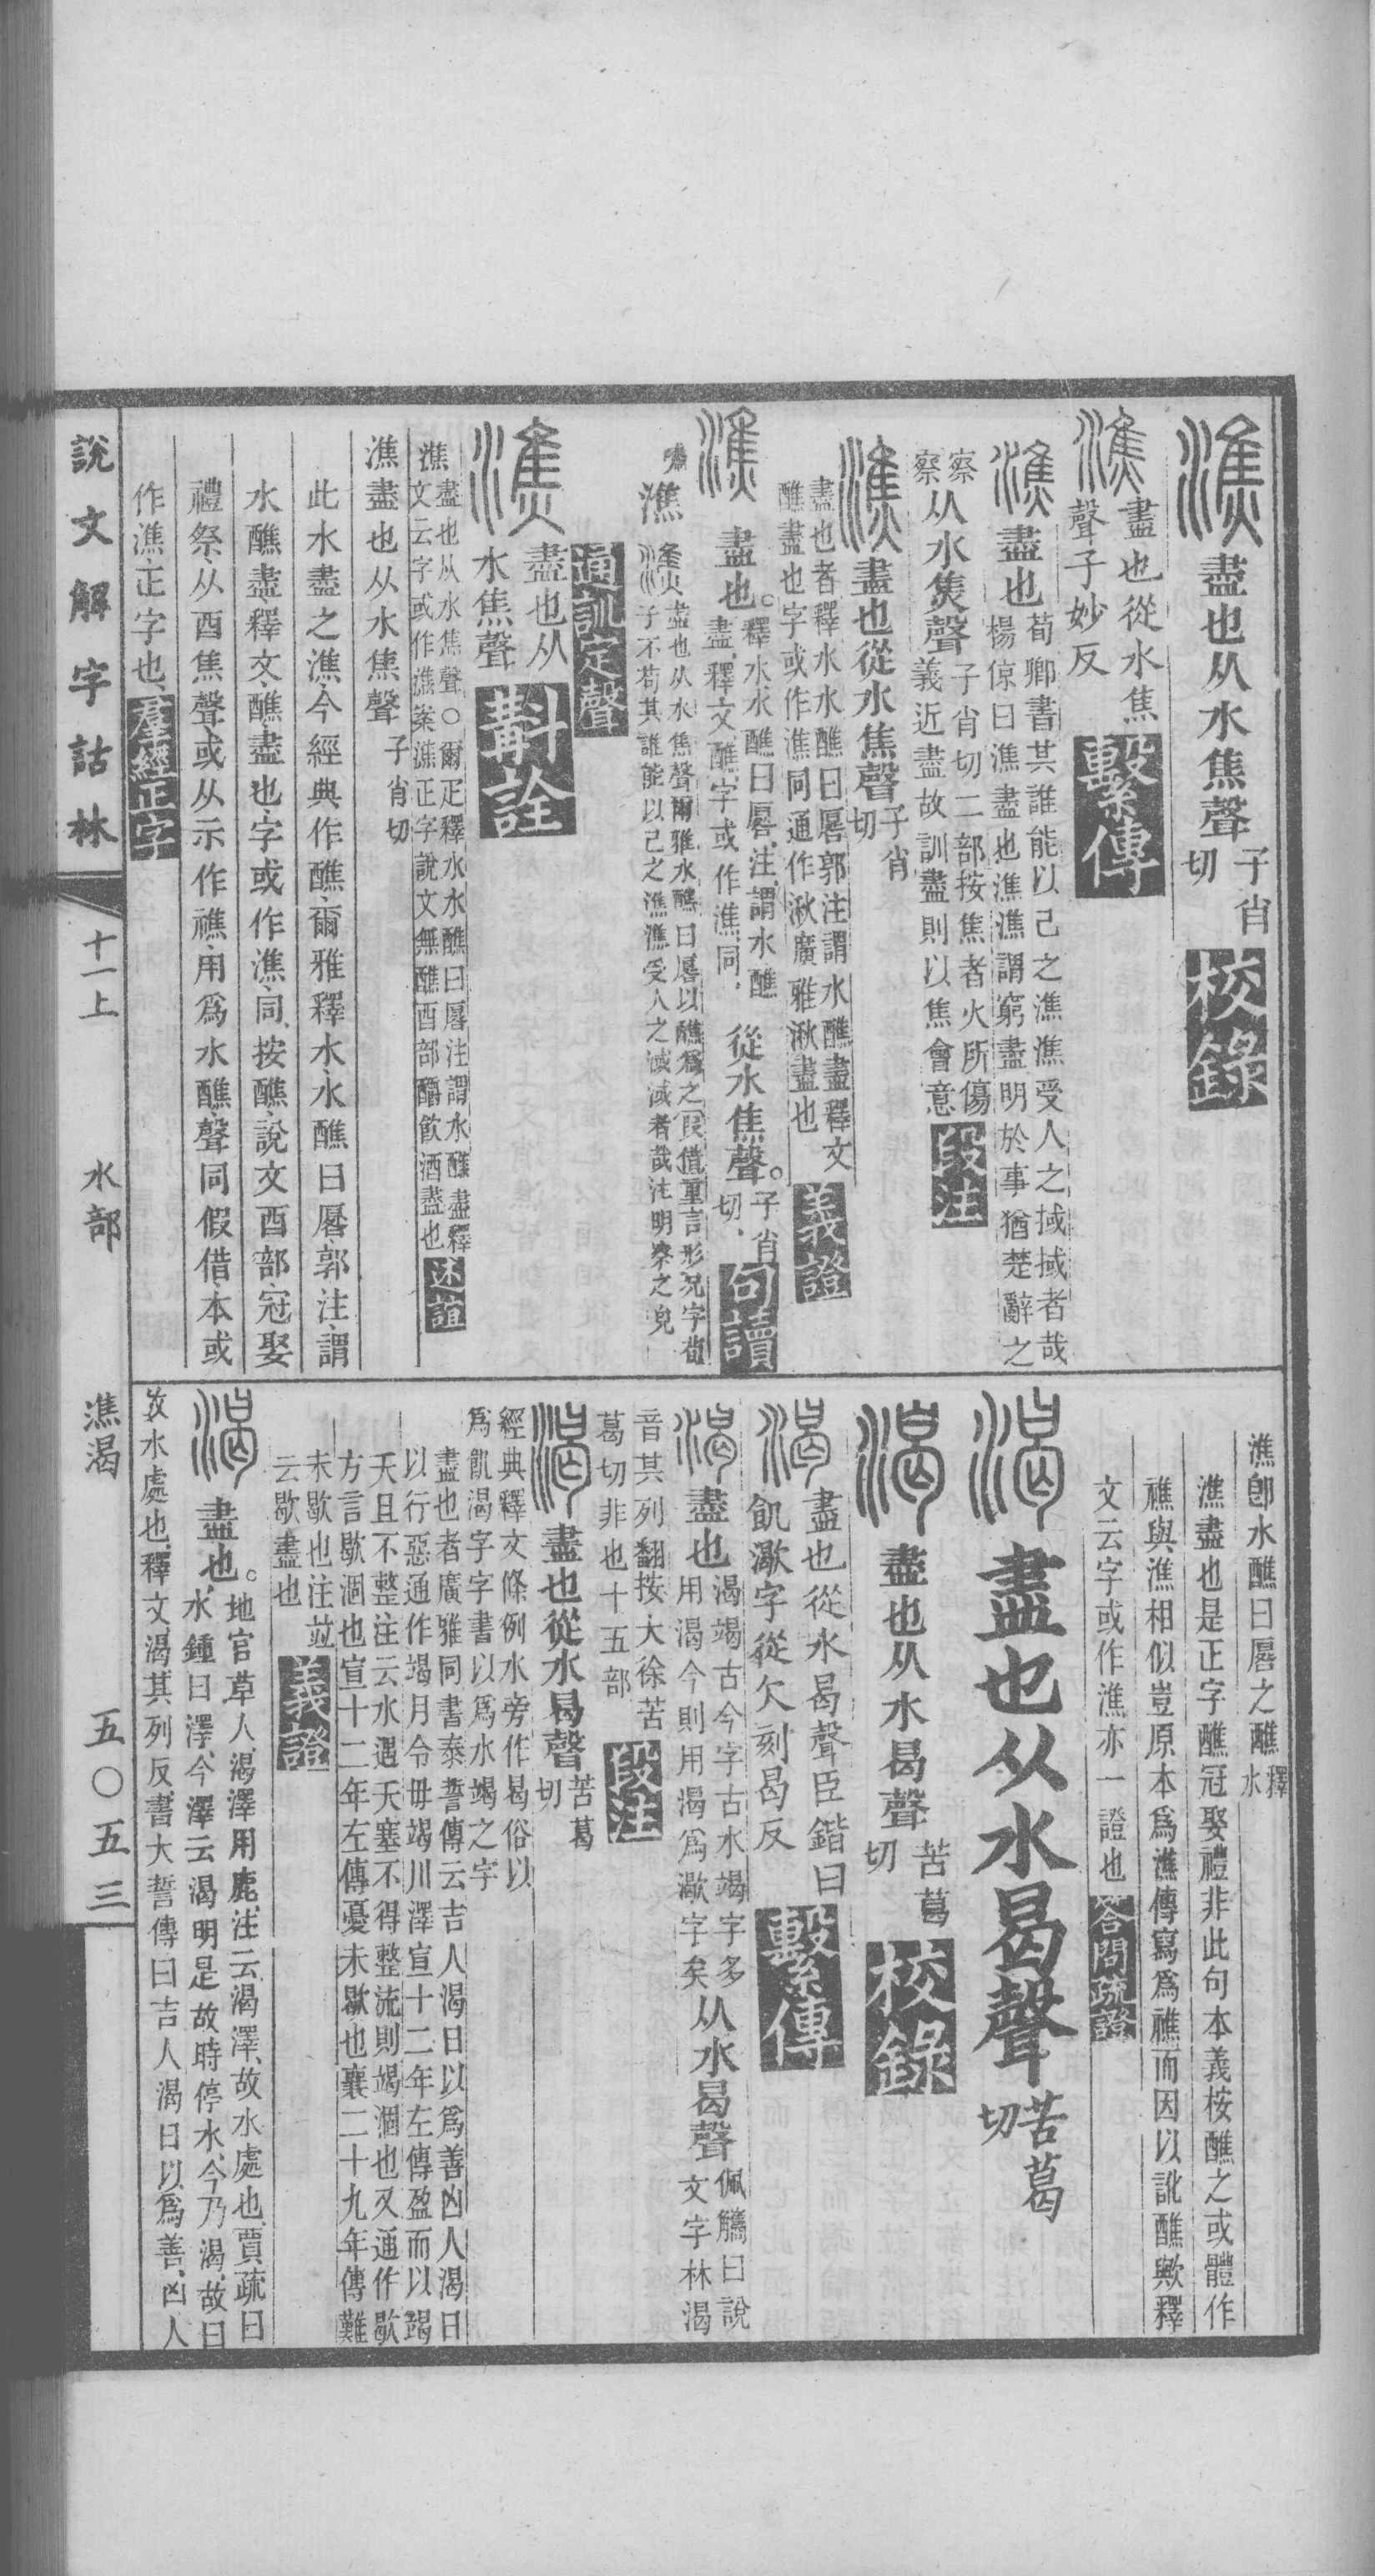 盡也从水焦聲子肖切校錄
盡也從水焦
聲子妙反繫傳
盡也荀卿書其誰能以己之潐潐受人之掝掝者哉
楊倞曰潐盡也潐潐謂窮盡明於事猶楚辭之
察察从水焦聲子肖切二部按焦者火所傷
義近盡故訓盡則以焦會意段注
盡也從水焦聲子肖切
盡也者釋水水醮曰厬郭注謂水醮盡釋文
醮盡也字或作潐同通作湫廣雅湫盡也義證
盡也。釋水水醮曰厬注謂水醮
盡釋文醮字或作潐同從水焦聲。子肖切句讀
潐盡也从水焦聲爾雅水醮曰厬以醮爲之叚借重言形況字荀
子不苟其誰能以己之潐潐受人之掝掝者哉注明察之皃
通訓定聲
盡也从
水焦聲斠詮
盡也从水焦聲〇爾疋釋水水醮曰厬注謂水醮盡釋
潐文云字或作潐案潐正字說文無醮酉部釂飲酒盡也述誼
潐盡也从水焦聲子肖切
此水盡之潐今經典作醮爾雅釋水水醮曰厬郭注謂
水醮盡釋文醮盡也字或作潐同按醮說文酉部冠娶
禮祭从酉焦聲或从示作䄍用爲水醮聲同假借本或
作潐正字也羣經正字
潐卽水醮曰厬之醮釋水
潐盡也是正字醮冠娶禮非此句本義桉醮之或體作
䄍與潐相似豈原本爲潐傳寫爲䄍而因以訛醮歟釋
文云字或作潐亦一證也答問疏證
盡也从水曷聲苦葛切
盡也从水曷聲苦葛切校錄
盡也從水曷聲臣鍇曰
飢㵣字從欠刻曷反繫傳
盡也渴竭古今字古水竭字多
用渴今則用渴爲㵣字矣从水曷聲佩觿曰說
文字林渴
音其列翻按大徐苦
葛切非也十五部段注
盡也從水曷聲苦葛切
經典釋文條例水旁作曷俗以
爲飢渴字字書以爲水竭之字
盡也者廣雅同書泰誓傳云吉人渴日以爲善凶人渴日
以行惡通作竭月令毋竭川澤宣十二年左傳盈而以竭
天且不整注云水遇夭塞不得整流則竭涸也又通作歇
方言歇涸也宣十二年左傳憂未歇也襄二十九年傳難
未歇也注竝
云歇盡也義證
盡也。地官草人渴澤用鹿注云渴澤故水處也賈疏曰
水鍾曰澤今澤云渴明是故時停水今乃渴故曰
故水處也釋文渴其列反書大誓傳曰吉人渴日以爲善凶人
說文解字詁林 十一上 水部 潐渴 五〇五三